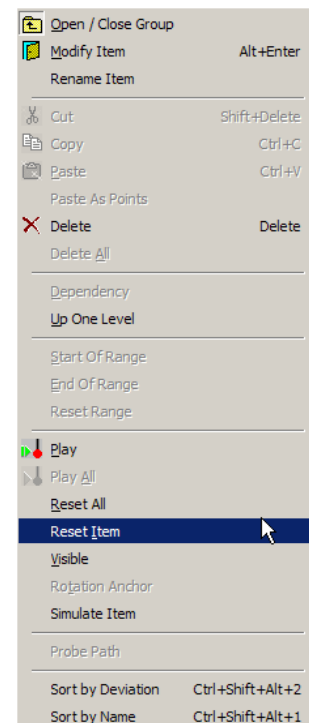 Open / Close Group
Modify Item Alt+Enter
Rename Item
Cut Shift+Delete
Copy Ctrl+C
Paste Ctrl+V
Paste As Points
Delete Delete
Delete All
Dependency
Up One Level
Start Of Range
End Of Range
Reset Range
Play
Play All
Reset All
Reset Item
Visible
Rotation Anchor
Simulate Item
Probe Path
Sort by Deviation Ctrl+Shift+Alt+2
Sort by Name Ctrl+Shift+Alt+1